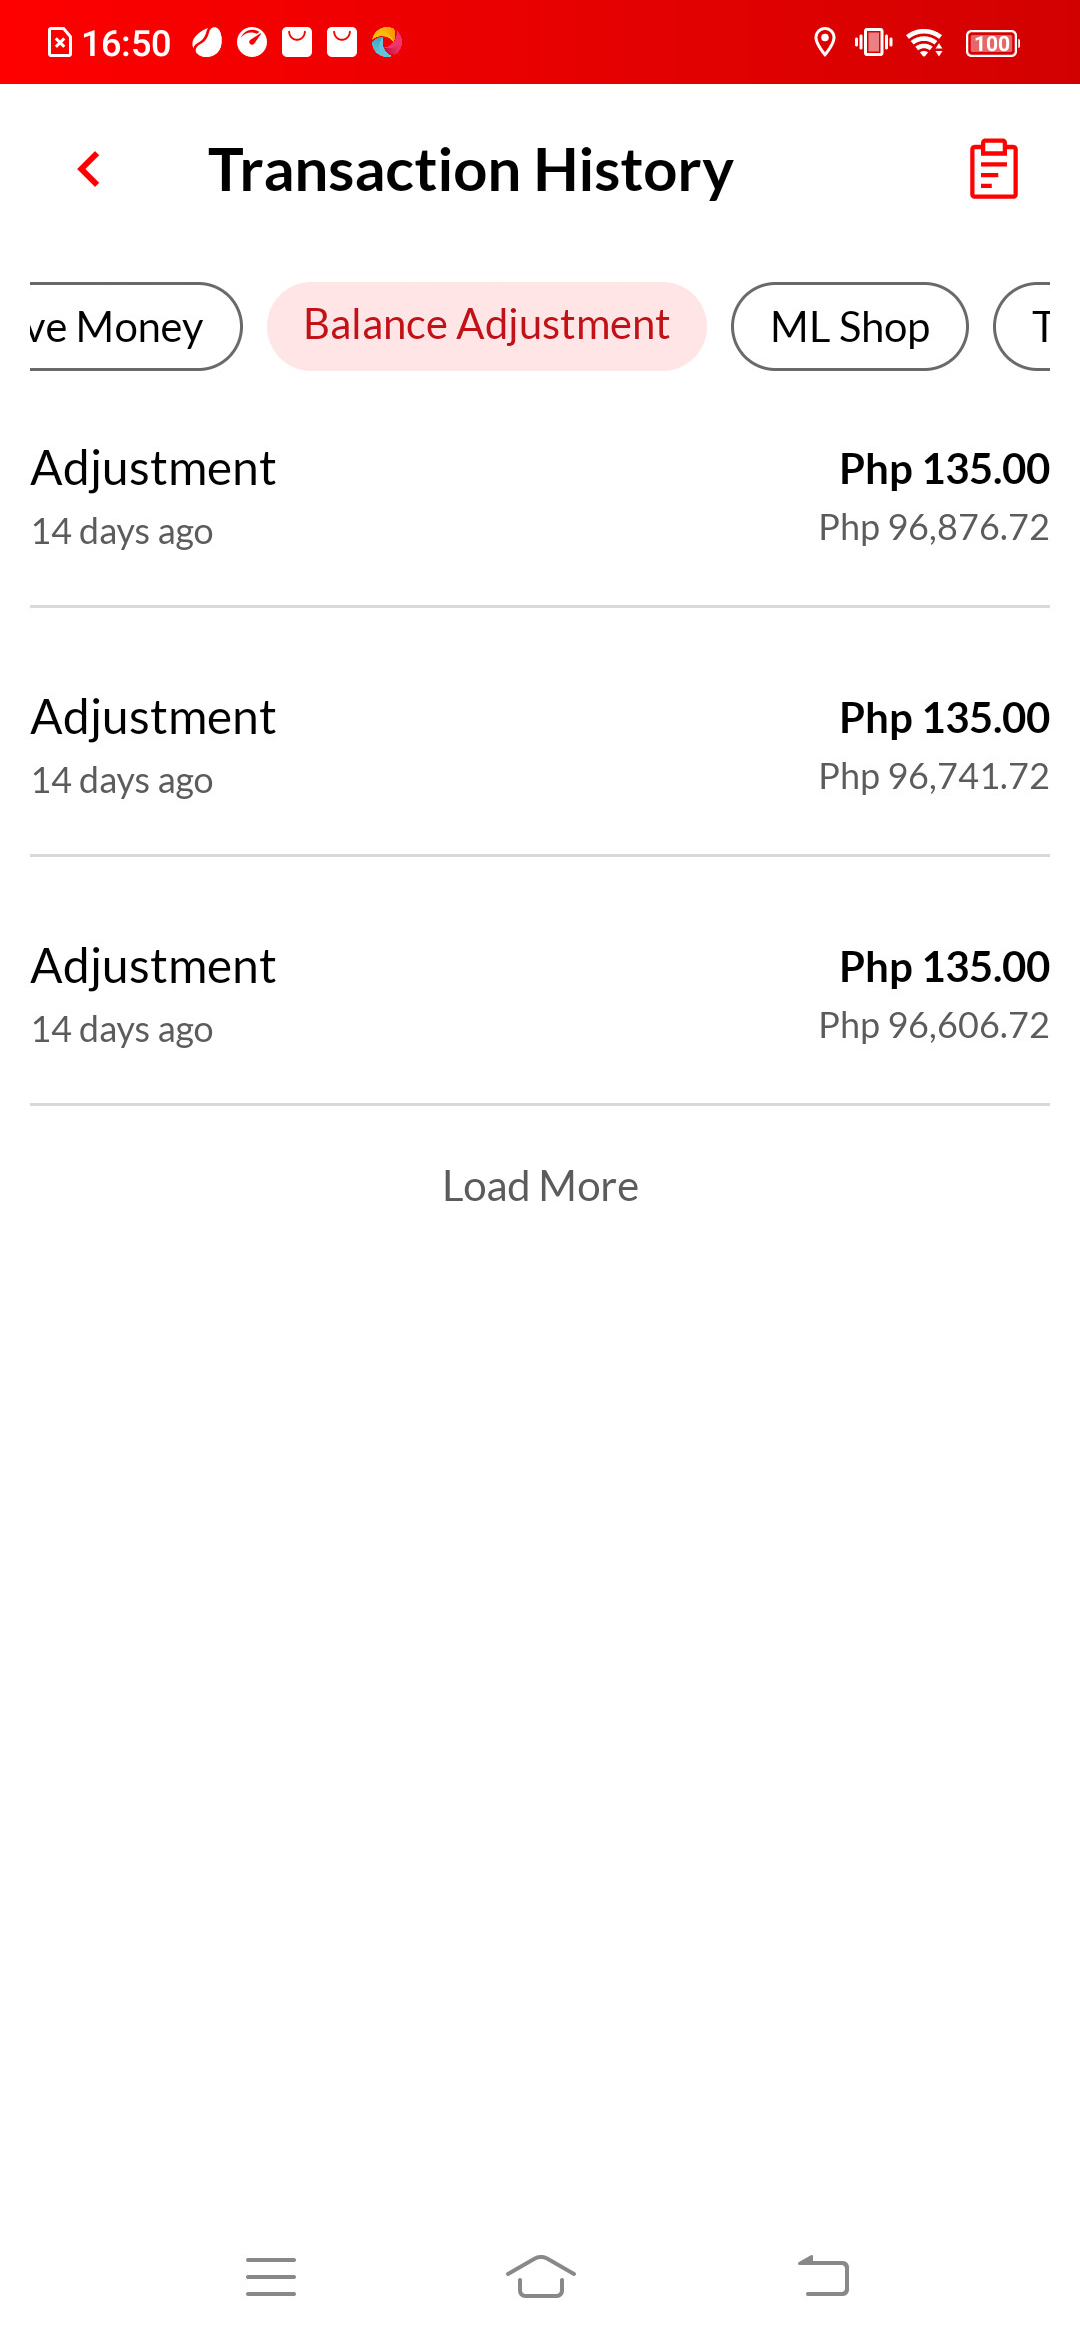 16:50
100
Transaction History
ve Money
Balance Adjustment
ML Shop
T
Adjustment
Php 135.00
14 days ago
Php 96,876.72
Adjustment
Php 135.00
14 days ago
Php 96,741.72
Adjustment
Php 135.00
14 days ago
Php 96,606.72
Load More